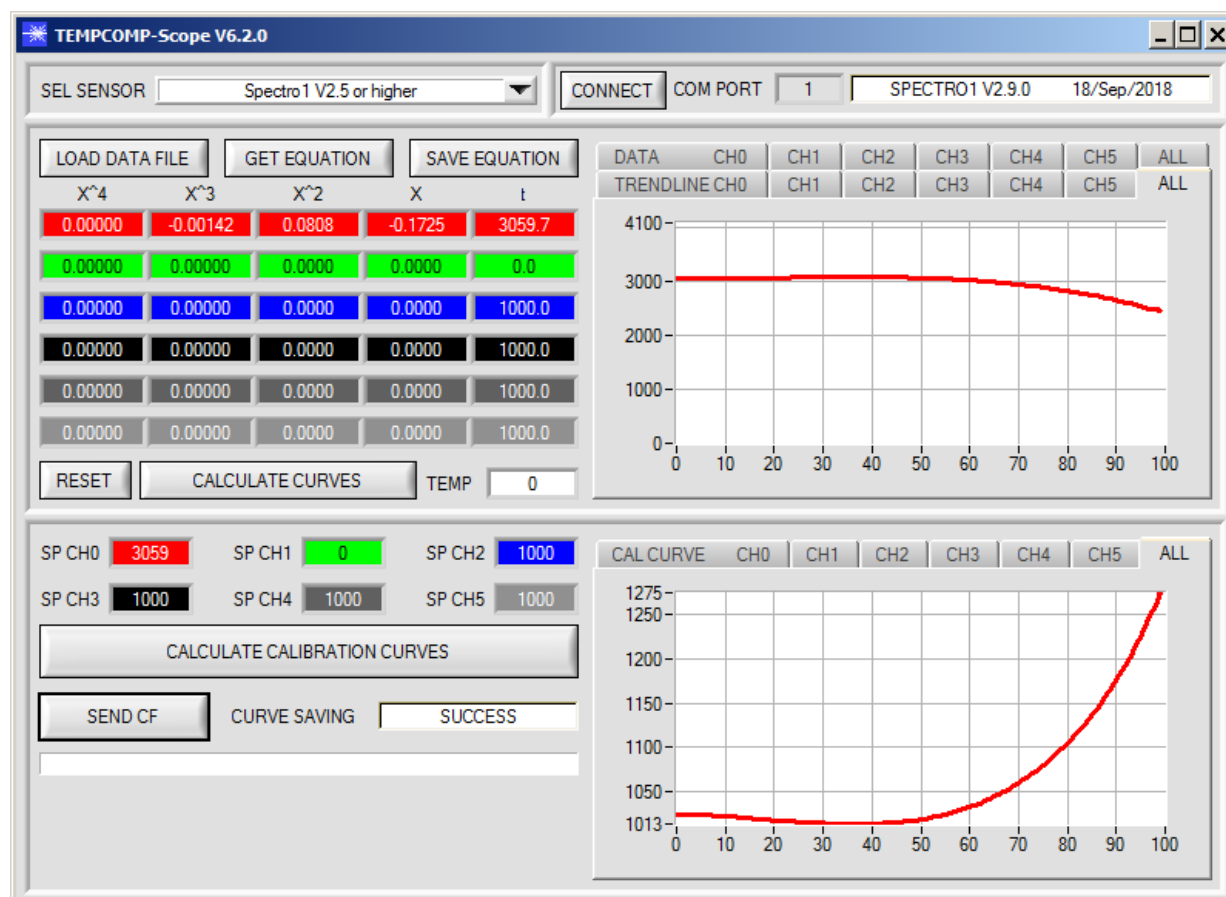 TEMPCOMP-Scope V6.2.0
SEL SENSOR Spectro1 V2.5 or higher CONNECT COM PORT 1 SPECTRO1 V2.9.0 18/Sep/2018
LOAD DATA FILE GET EQUATION SAVE EQUATION
X^4 X^3 X^2 X t
0.00000 -0.00142 0.0808 -0.1725 3059.7
0.00000 0.00000 0.0000 0.0000 0.0
0.00000 0.00000 0.0000 0.0000 1000.0
0.00000 0.00000 0.0000 0.0000 1000.0
0.00000 0.00000 0.0000 0.0000 1000.0
0.00000 0.00000 0.0000 0.0000 1000.0
RESET CALCULATE CURVES TEMP 0
DATA CH0 CH1 CH2 CH3 CH4 CH5 ALL
TRENDLINE CH0 CH1 CH2 CH3 CH4 CH5 ALL
4100
3000
2000
1000
0
0 10 20 30 40 50 60 70 80 90 100
SP CH0 3059 SP CH1 0 SP CH2 1000
SP CH3 1000 SP CH4 1000 SP CH5 1000
CALCULATE CALIBRATION CURVES
SEND CF CURVE SAVING SUCCESS
CAL CURVE CH0 CH1 CH2 CH3 CH4 CH5 ALL
1275
1250
1200
1150
1100
1050
1013
0 10 20 30 40 50 60 70 80 90 100